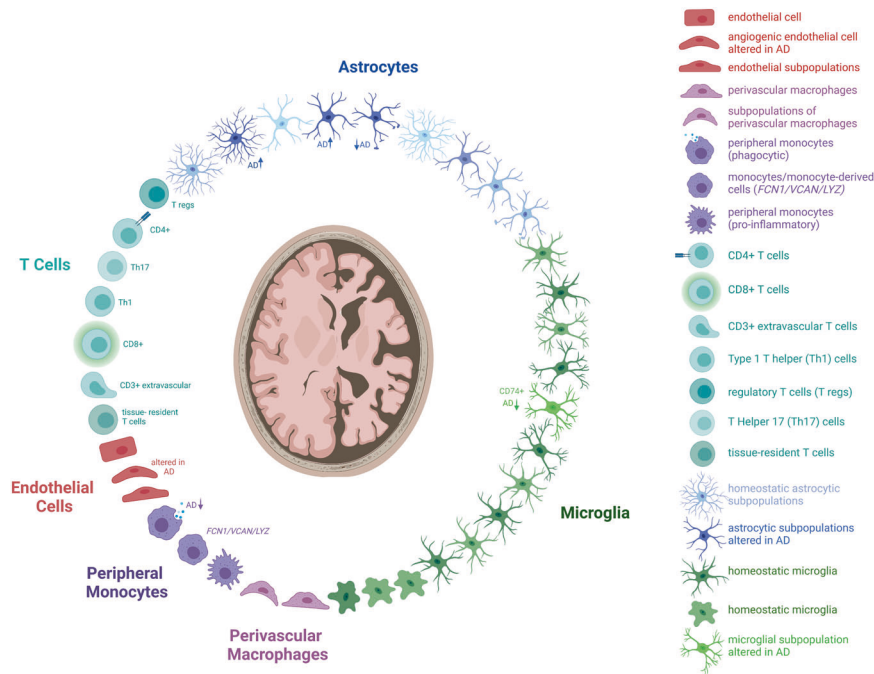 Astrocytes
AD
AD
AD
T regs
CD4+
T Cells
Th17
Th1
CD8+
CD3+ extravascular
tissue- resident
T cells
CD74+
AD
Endothelial
Cells
altered in
AD
AD
FCN1/VCAN/LYZ
Microglia
Peripheral
Monocytes
Perivascular
Macrophages
endothelial cell
angiogenic endothelial cell
altered in AD
endothelial subpopulations
perivascular macrophages
subpopulations of
perivascular macrophages
peripheral monocytes
(phagocytic)
monocytes/monocyte-derived
cells (FCN1/VCAN/LYZ)
peripheral monocytes
(pro-inflammatory)
CD4+ T cells
CD8+ T cells
CD3+ extravascular T cells
Type 1 T helper (Th1) cells
regulatory T cells (T regs)
T Helper 17 (Th17) cells
tissue-resident T cells
homeostatic astrocytic
subpopulations
astrocytic subpopulations
altered in AD
homeostatic microglia
homeostatic microglia
microglial subpopulation
altered in AD